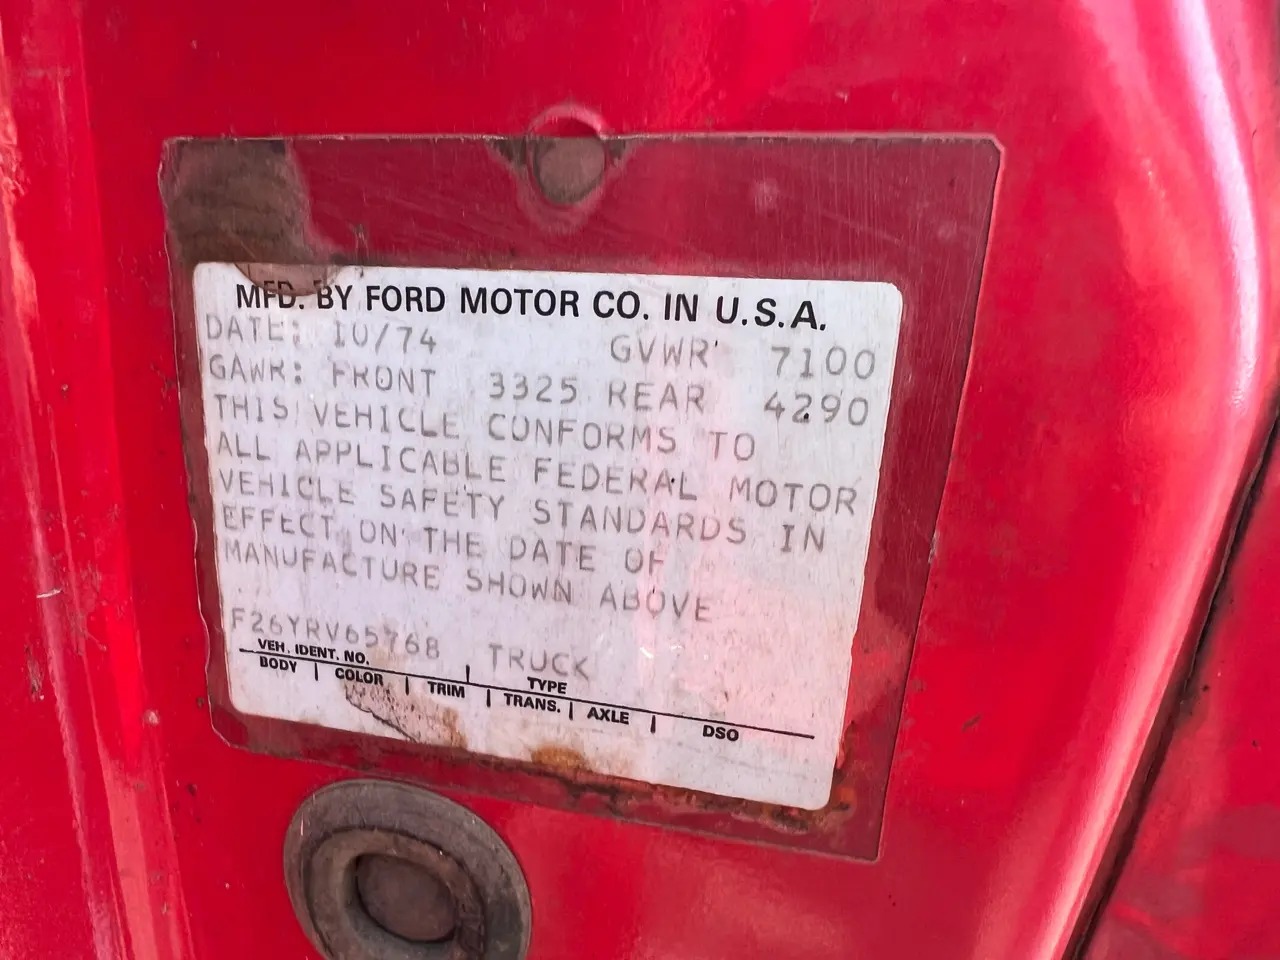 MFD. BY FORD MOTOR CO. IN U.S.A.
DATE: 10/74 GVWR 7100
GAWR: FRONT 3325 REAR 4290
THIS VEHICLE CONFORMS TO
ALL APPLICABLE FEDERAL MOTOR
VEHICLE SAFETY STANDARDS IN
EFFECT ON THE DATE OF
MANUFACTURE SHOWN ABOVE
F26YRV65768 TRUCK
VEH. IDENT. NO. TYPE
BODY COLOR TRIM TRANS. AXLE DSO